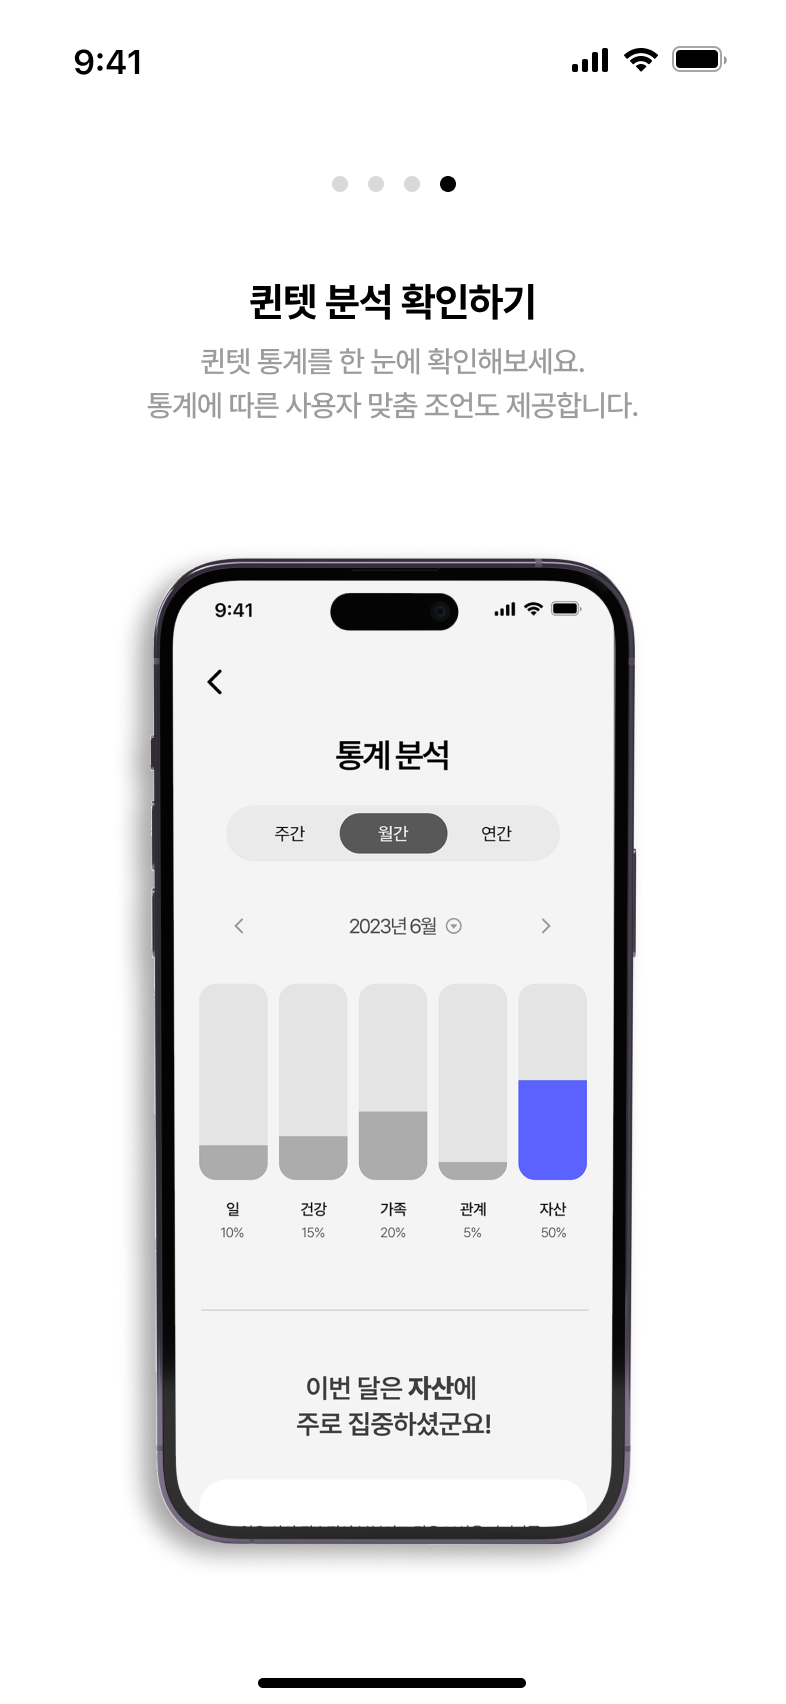 9:41
퀸텟 분석 확인하기
퀸텟 통계를 한 눈에 확인해보세요.
통계에 따른 사용자 맞춤 조언도 제공합니다.
9:41
통계 분석
주간 월간 연간
2023년 6월
일 건강 가족 관계 자산
10% 15% 20% 5% 50%
이번 달은 자산에
주로 집중하셨군요!